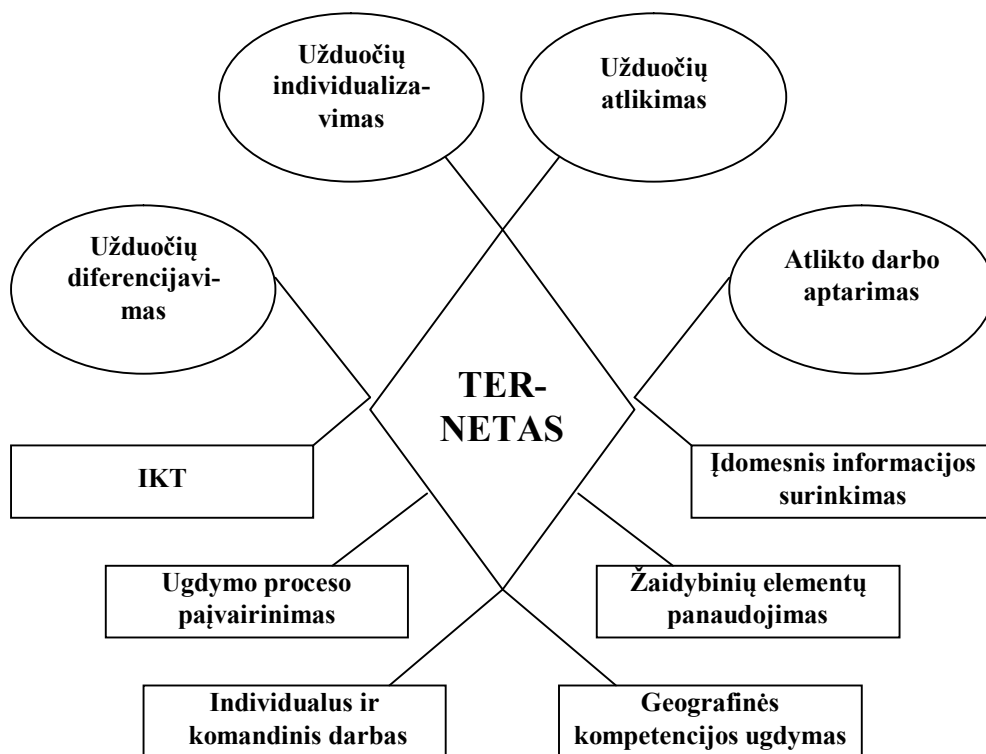 Užduočių
individualiza-
vimas
Užduočių
atlikimas
Užduočių
diferencijavi-
mas
Atlikto darbo
aptarimas
TER-
NETAS
IKT
Įdomesnis informacijos
surinkimas
Ugdymo proceso
paįvairinimas
Žaidybinių elementų
panaudojimas
Individualus ir
komandinis darbas
Geografinės
kompetencijos ugdymas